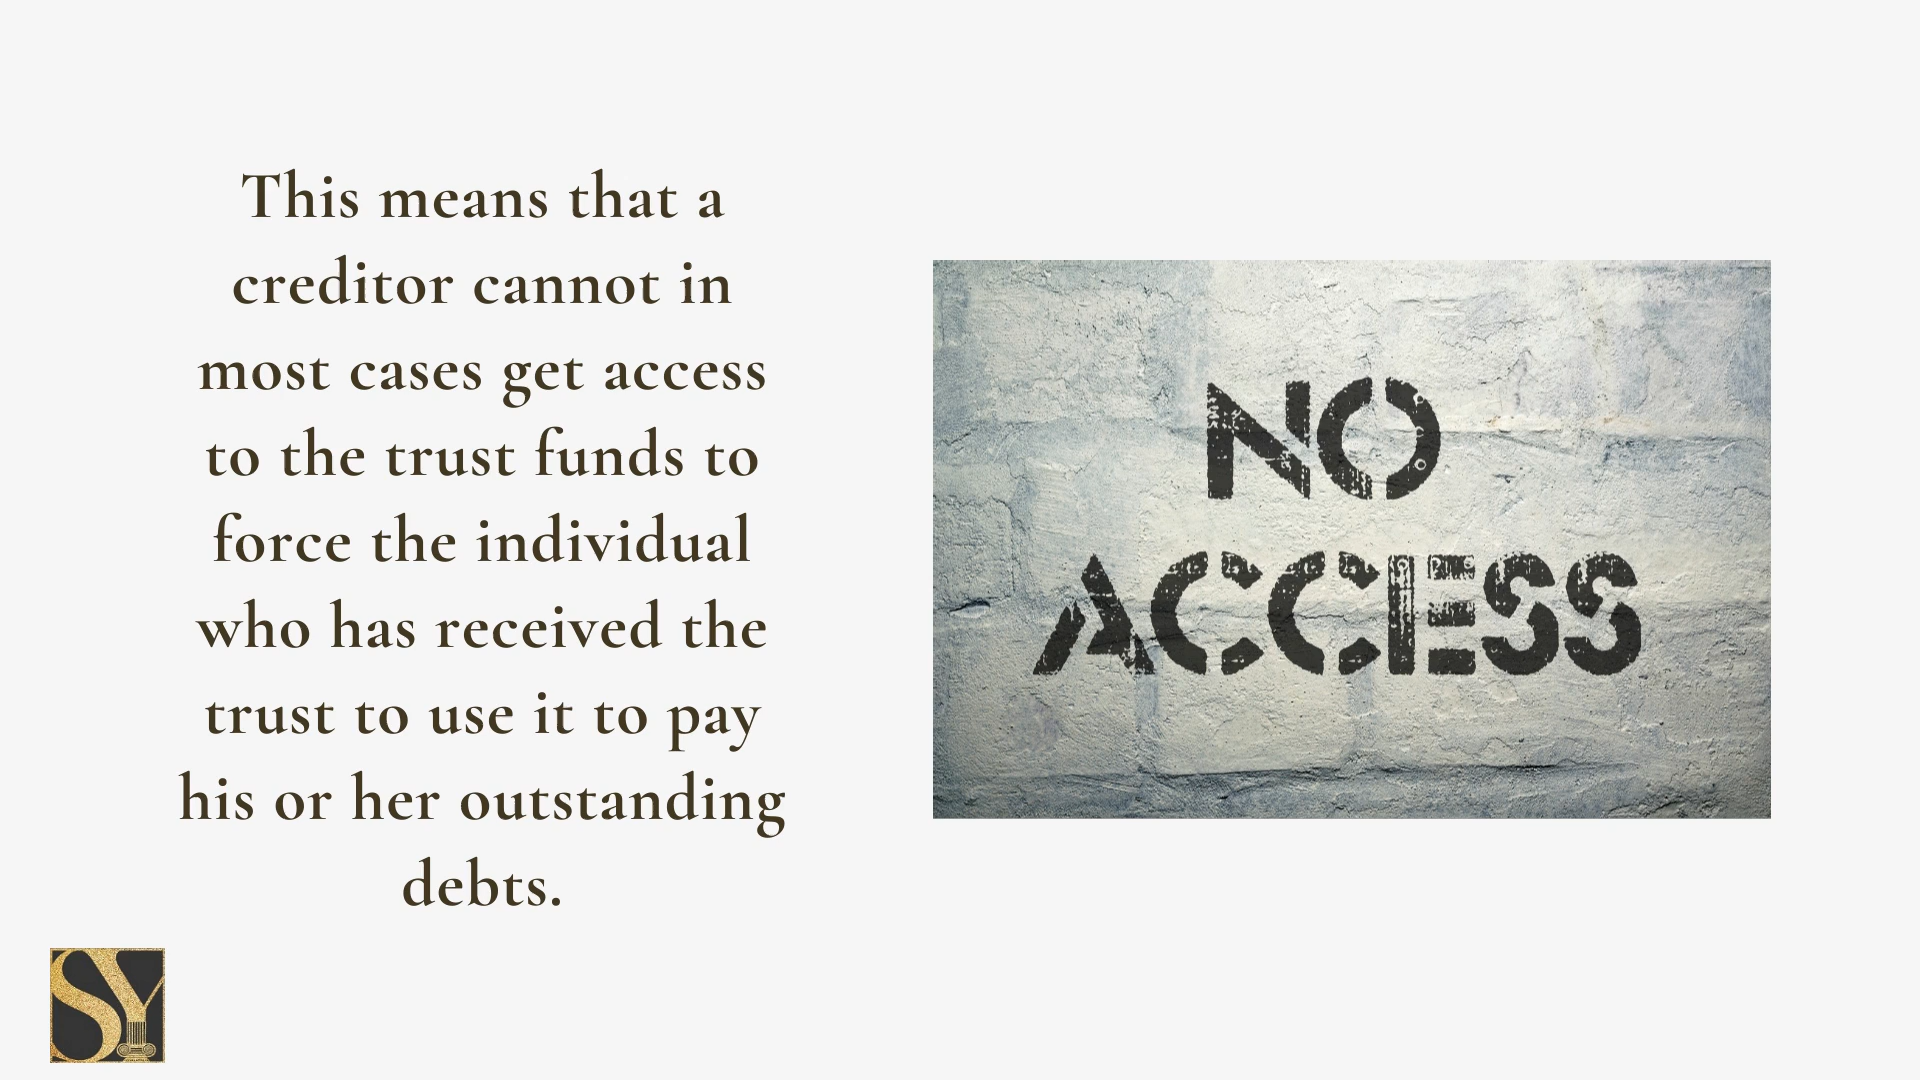 This means that a
creditor cannot in
most cases get access
to the trust funds to
force the individual
who has received the
trust to use it to pay
his or her outstanding
debts.
NO
ACCESS
SY